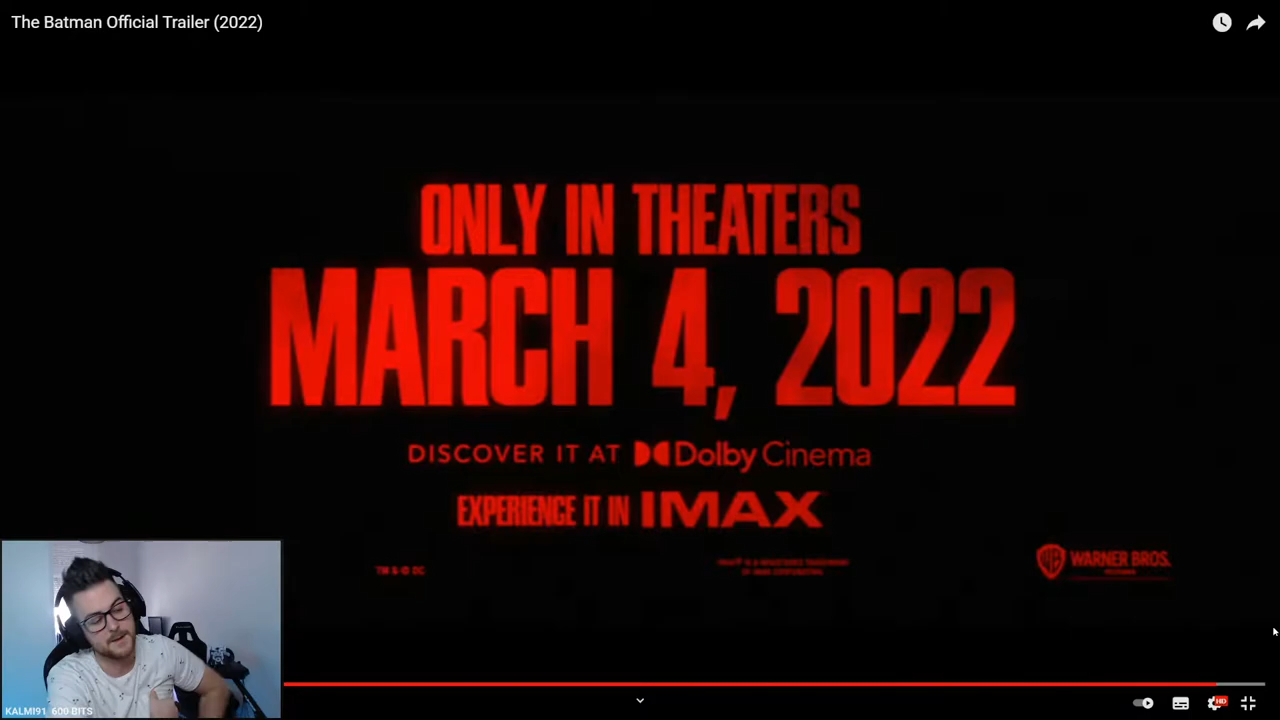 The Batman Official Trailer (2022)
ONLY IN THEATERS
MARCH 4, 2022
DISCOVER IT AT Dolby Cinema
EXPERIENCE IT IN IMAX
TM & © DC
WARNER BROS.
KALMI91 600 BITS
HD